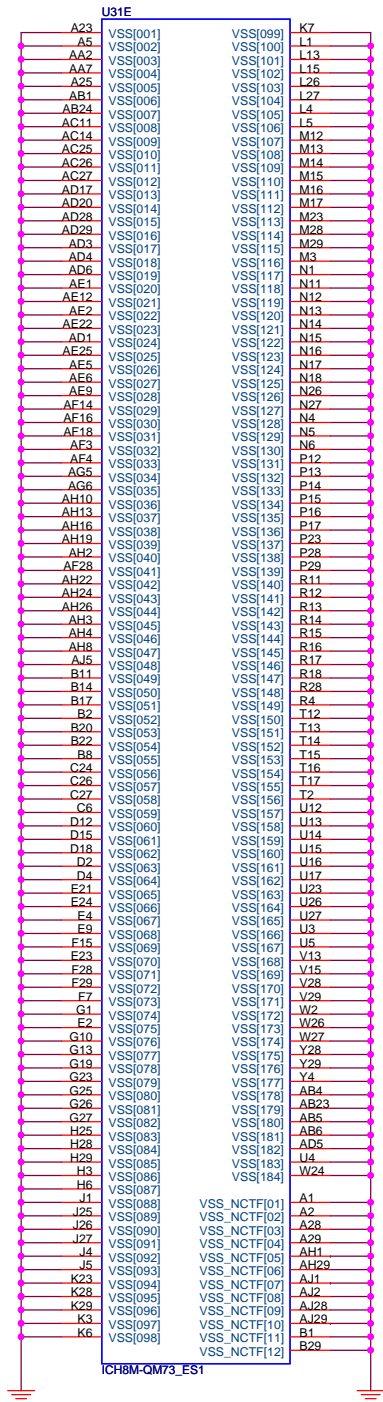 U31E
A23 VSS[001] VSS[099] K7
A5 VSS[002] VSS[100] L1
AA2 VSS[003] VSS[101] L13
AA7 VSS[004] VSS[102] L15
A25 VSS[005] VSS[103] L26
AB1 VSS[006] VSS[104] L27
AB24 VSS[007] VSS[105] L4
AC11 VSS[008] VSS[106] L5
AC14 VSS[009] VSS[107] M12
AC25 VSS[010] VSS[108] M13
AC26 VSS[011] VSS[109] M14
AC27 VSS[012] VSS[110] M15
AD17 VSS[013] VSS[111] M16
AD20 VSS[014] VSS[112] M17
AD28 VSS[015] VSS[113] M23
AD29 VSS[016] VSS[114] M28
AD3 VSS[017] VSS[115] M29
AD4 VSS[018] VSS[116] M3
AD6 VSS[019] VSS[117] N1
AE1 VSS[020] VSS[118] N11
AE12 VSS[021] VSS[119] N12
AE2 VSS[022] VSS[120] N13
AE22 VSS[023] VSS[121] N14
AD1 VSS[024] VSS[122] N15
AE25 VSS[025] VSS[123] N16
AE5 VSS[026] VSS[124] N17
AE6 VSS[027] VSS[125] N18
AE9 VSS[028] VSS[126] N26
AF14 VSS[029] VSS[127] N27
AF16 VSS[030] VSS[128] N4
AF18 VSS[031] VSS[129] N5
AF3 VSS[032] VSS[130] N6
AF4 VSS[033] VSS[131] P12
AG5 VSS[034] VSS[132] P13
AG6 VSS[035] VSS[133] P14
AH10 VSS[036] VSS[134] P15
AH13 VSS[037] VSS[135] P16
AH16 VSS[038] VSS[136] P17
AH19 VSS[039] VSS[137] P23
AH2 VSS[040] VSS[138] P28
AF28 VSS[041] VSS[139] P29
AH22 VSS[042] VSS[140] R11
AH24 VSS[043] VSS[141] R12
AH26 VSS[044] VSS[142] R13
AH3 VSS[045] VSS[143] R14
AH4 VSS[046] VSS[144] R15
AH8 VSS[047] VSS[145] R16
AJ5 VSS[048] VSS[146] R17
B11 VSS[049] VSS[147] R18
B14 VSS[050] VSS[148] R28
B17 VSS[051] VSS[149] R4
B2 VSS[052] VSS[150] T12
B20 VSS[053] VSS[151] T13
B22 VSS[054] VSS[152] T14
B8 VSS[055] VSS[153] T15
C24 VSS[056] VSS[154] T16
C26 VSS[057] VSS[155] T17
C27 VSS[058] VSS[156] T2
C6 VSS[059] VSS[157] U12
D12 VSS[060] VSS[158] U13
D15 VSS[061] VSS[159] U14
D18 VSS[062] VSS[160] U15
D2 VSS[063] VSS[161] U16
D4 VSS[064] VSS[162] U17
E21 VSS[065] VSS[163] U23
E24 VSS[066] VSS[164] U26
E4 VSS[067] VSS[165] U27
E9 VSS[068] VSS[166] U3
F15 VSS[069] VSS[167] U5
E23 VSS[070] VSS[168] V13
F28 VSS[071] VSS[169] V15
F29 VSS[072] VSS[170] V28
F7 VSS[073] VSS[171] V29
G1 VSS[074] VSS[172] W2
E2 VSS[075] VSS[173] W26
G10 VSS[076] VSS[174] W27
G13 VSS[077] VSS[175] Y28
G19 VSS[078] VSS[176] Y29
G23 VSS[079] VSS[177] Y4
G25 VSS[080] VSS[178] AB4
G26 VSS[081] VSS[179] AB23
G27 VSS[082] VSS[180] AB5
H25 VSS[083] VSS[181] AB6
H28 VSS[084] VSS[182] AD5
H29 VSS[085] VSS[183] U4
H3 VSS[086] VSS[184] W24
H6 VSS[087]
J1 VSS[088] VSS_NCTF[01] A1
J25 VSS[089] VSS_NCTF[02] A2
J26 VSS[090] VSS_NCTF[03] A28
J27 VSS[091] VSS_NCTF[04] A29
J4 VSS[092] VSS_NCTF[05] AH1
J5 VSS[093] VSS_NCTF[06] AH29
K23 VSS[094] VSS_NCTF[07] AJ1
K28 VSS[095] VSS_NCTF[08] AJ2
K29 VSS[096] VSS_NCTF[09] AJ28
K3 VSS[097] VSS_NCTF[10] AJ29
K6 VSS[098] VSS_NCTF[11] B1
VSS_NCTF[12] B29
ICH8M-QM73_ES1